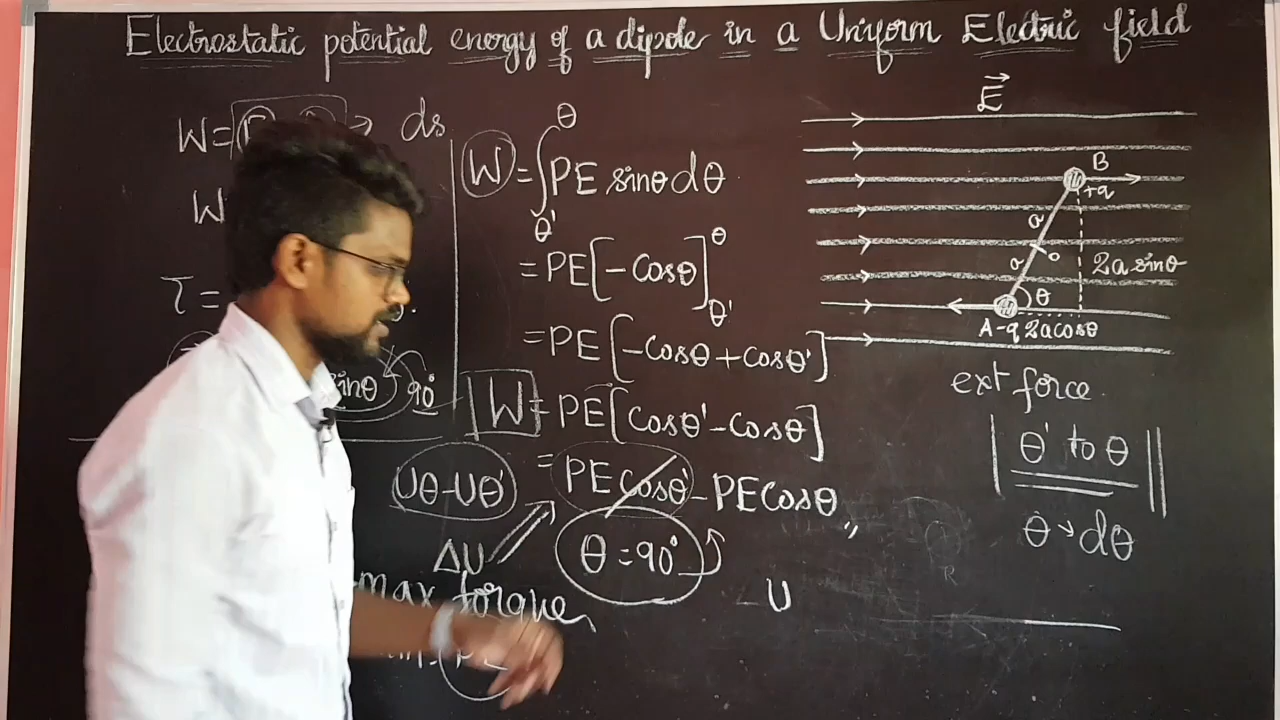 Electrostatic potential energy of a dipole in a Uniform Electric field
W=
ds
W
τ =
sinθ 90°
W = ∫θ'θ PE sinθ dθ
= PE[-Cosθ]θθ'
= PE[-Cosθ + Cosθ']
W = PE[Cosθ' - Cosθ]
Uθ-Uθ' = PE Cosθ' - PE Cosθ,,
ΔU
θ = 90°
U
max torque
E
B
+q
a
a
o
2a sinθ
θ
A -q 2a cosθ
ext force
θ' to θ
θ → dθ